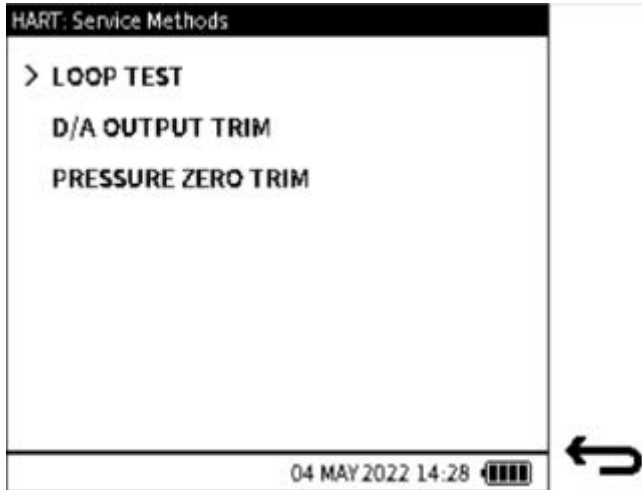 HART: Service Methods
> LOOP TEST
D/A OUTPUT TRIM
PRESSURE ZERO TRIM
04 MAY 2022 14:28